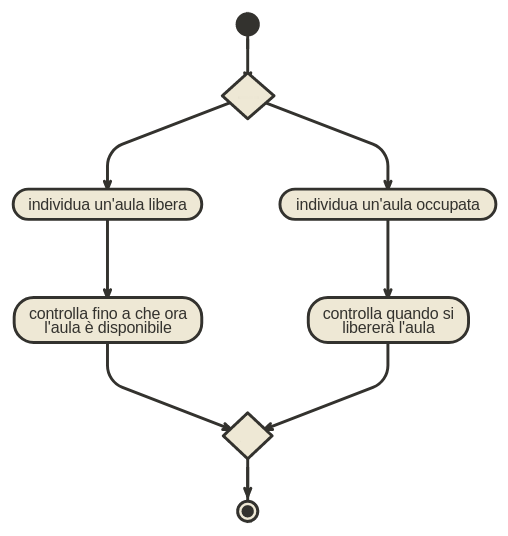 individua un'aula libera
individua un'aula occupata
controlla fino a che ora
l'aula è disponibile
controlla quando si
libererà l'aula